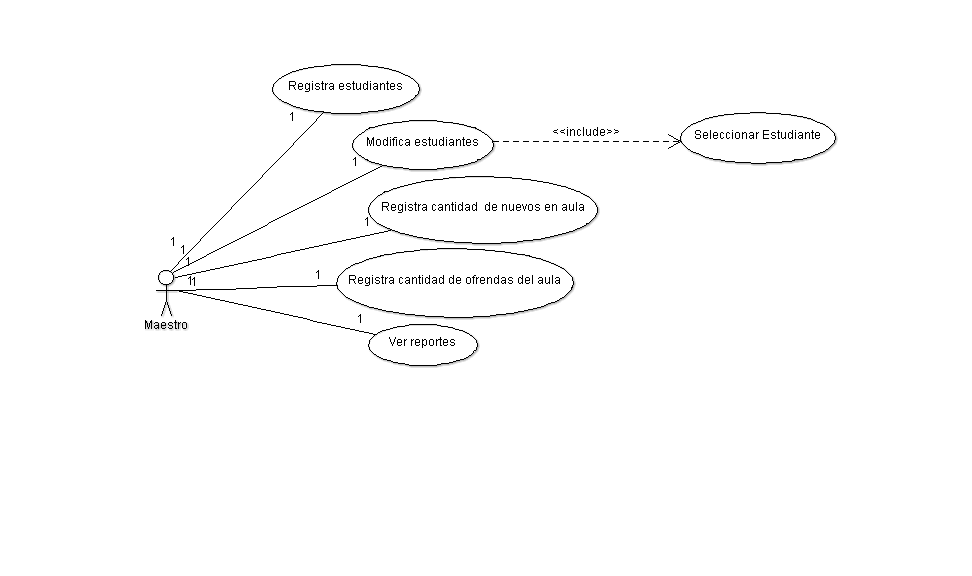 Registra estudiantes
1
Modifica estudiantes
<<include>>
Seleccionar Estudiante
1
Registra cantidad de nuevos en aula
1
1
1
1
Registra cantidad de ofrendas del aula
1
11
Maestro
1
Ver reportes